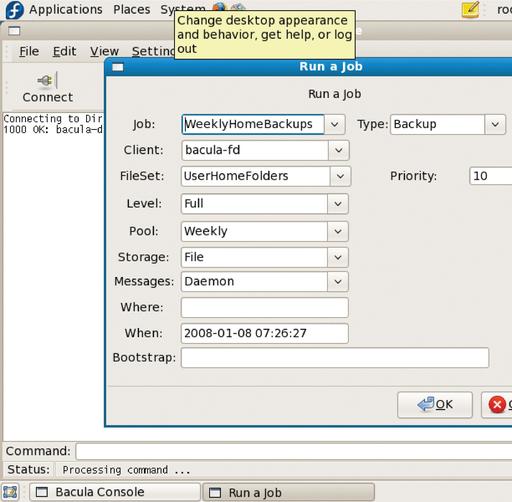 Applications Places System
Change desktop appearance
and behavior, get help, or log
out
File Edit View
Run a Job
Connect
Run a Job
Connecting to Dir
1000 OK: bacula-d
Job: WeeklyHomeBackups Type: Backup
Client: bacula-fd
FileSet: UserHomeFolders Priority: 10
Level: Full
Pool: Weekly
Storage: File
Messages: Daemon
Where:
When: 2008-01-08 07:26:27
Bootstrap:
OK
Command:
Status: Processing command ...
Bacula Console Run a Job